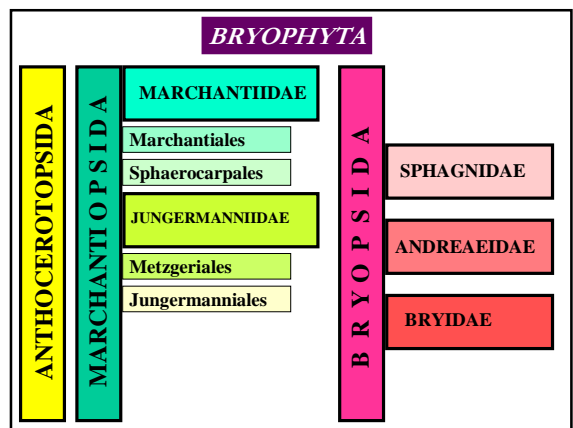 BRYOPHYTA
ANTHOCEROTOPSIDA
MARCHANTIOPSIDA
MARCHANTIIDAE
Marchantiales
Sphaerocarpales
JUNGERMANNIIDAE
Metzgeriales
Jungermanniales
BRYOPSIDA
SPHAGNIDAE
ANDREAEIDAE
BRYIDAE